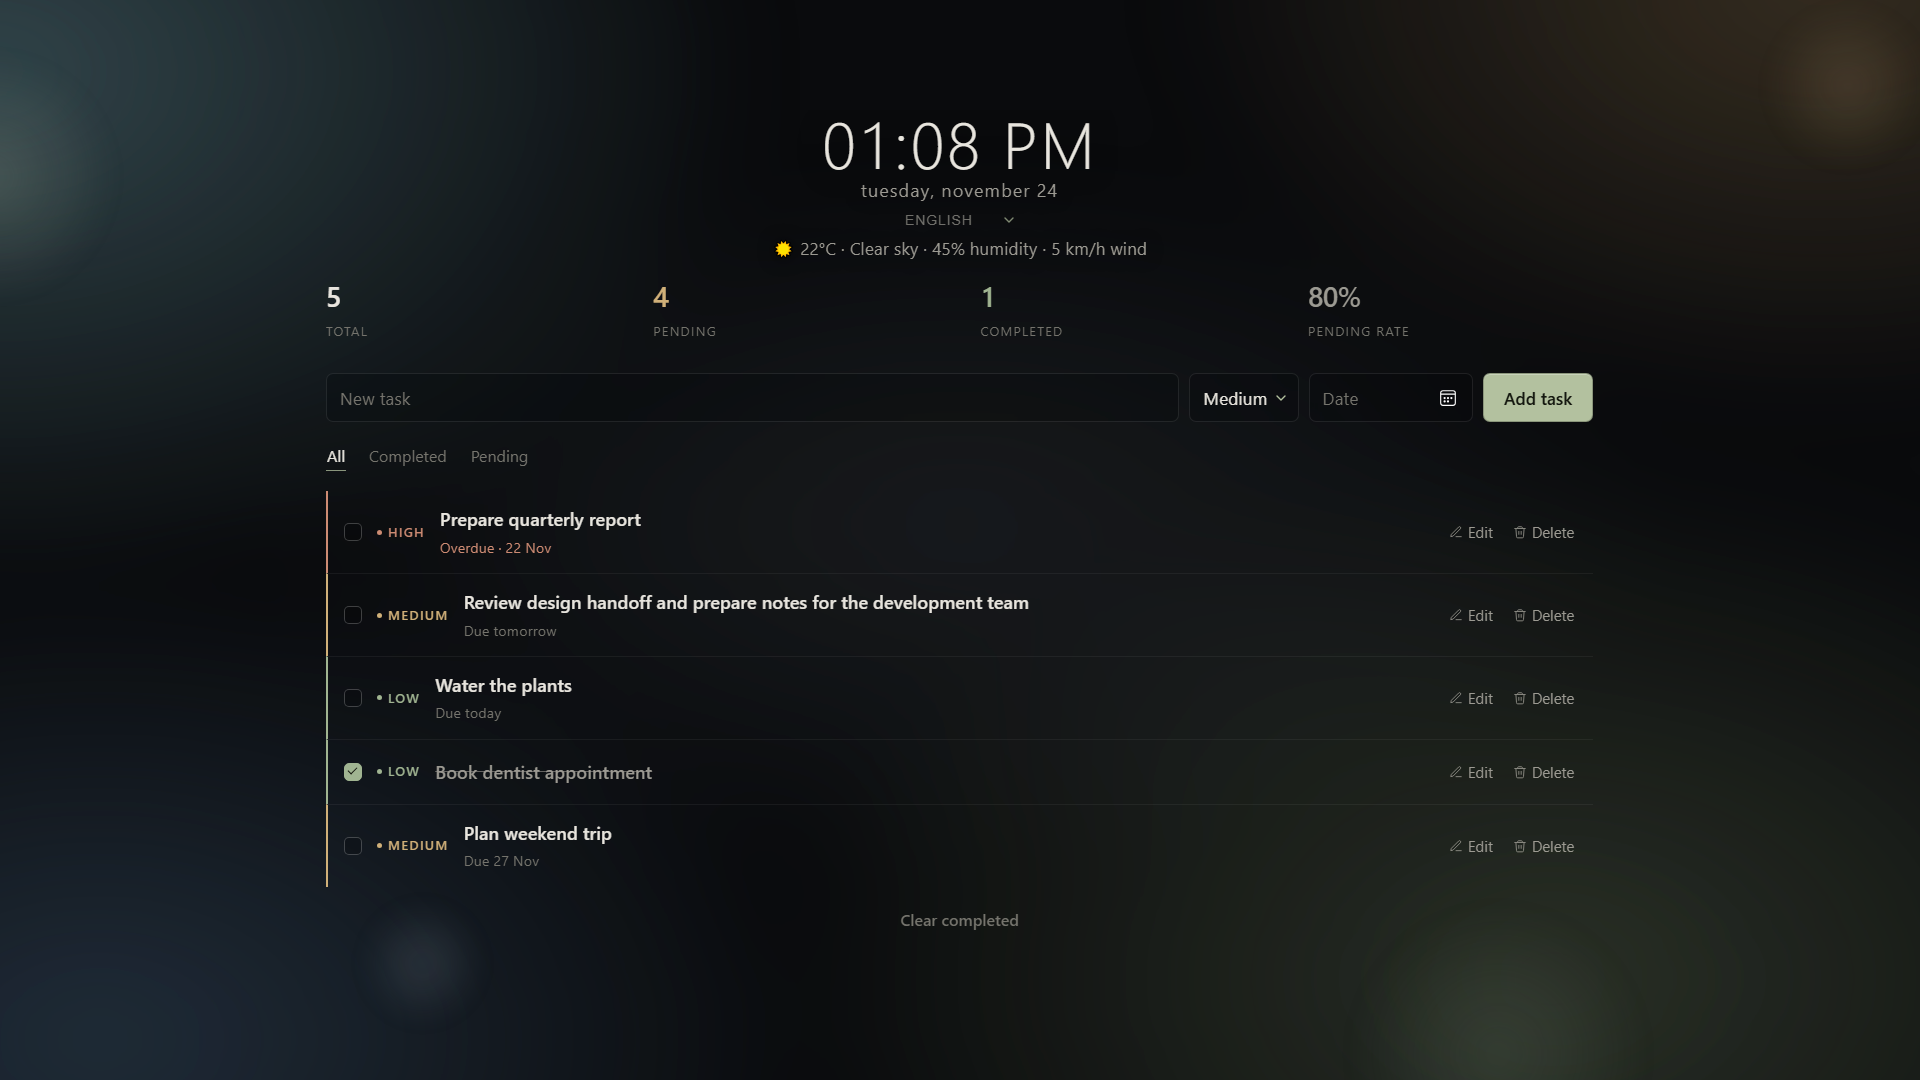 01:08 PM
tuesday, november 24
ENGLISH
22°C · Clear sky · 45% humidity · 5 km/h wind
5 4 1 80%
TOTAL PENDING COMPLETED PENDING RATE
New task Medium Date Add task
All Completed Pending
HIGH Prepare quarterly report Edit Delete
Overdue · 22 Nov
MEDIUM Review design handoff and prepare notes for the development team Edit Delete
Due tomorrow
LOW Water the plants Edit Delete
Due today
LOW Book dentist appointment Edit Delete
MEDIUM Plan weekend trip Edit Delete
Due 27 Nov
Clear completed